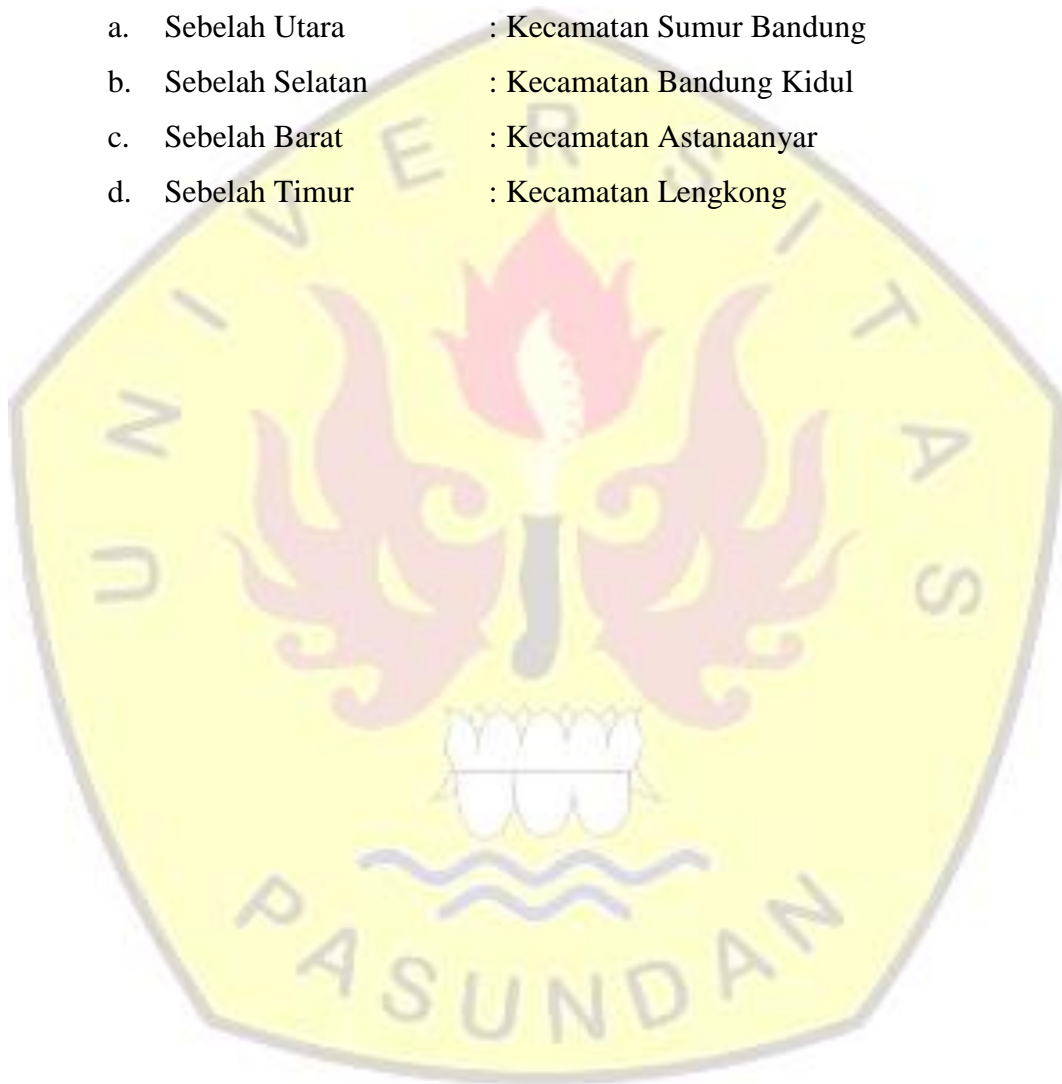 a. Sebelah Utara : Kecamatan Sumur Bandung
b. Sebelah Selatan : Kecamatan Bandung Kidul
c. Sebelah Barat : Kecamatan Astanaanyar
d. Sebelah Timur : Kecamatan Lengkong
UNIVERSITAS
PASUNDAN